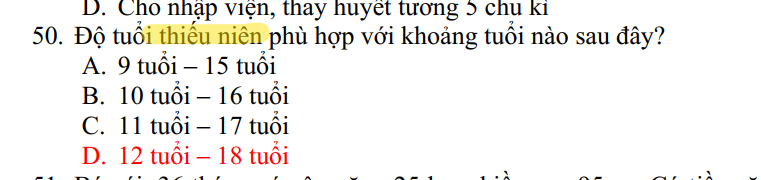 D. Cho nhập viện, thay huyết tương 5 chu kì
50. Độ tuổi thiếu niên phù hợp với khoảng tuổi nào sau đây?
A. 9 tuổi – 15 tuổi
B. 10 tuổi – 16 tuổi
C. 11 tuổi – 17 tuổi
D. 12 tuổi – 18 tuổi